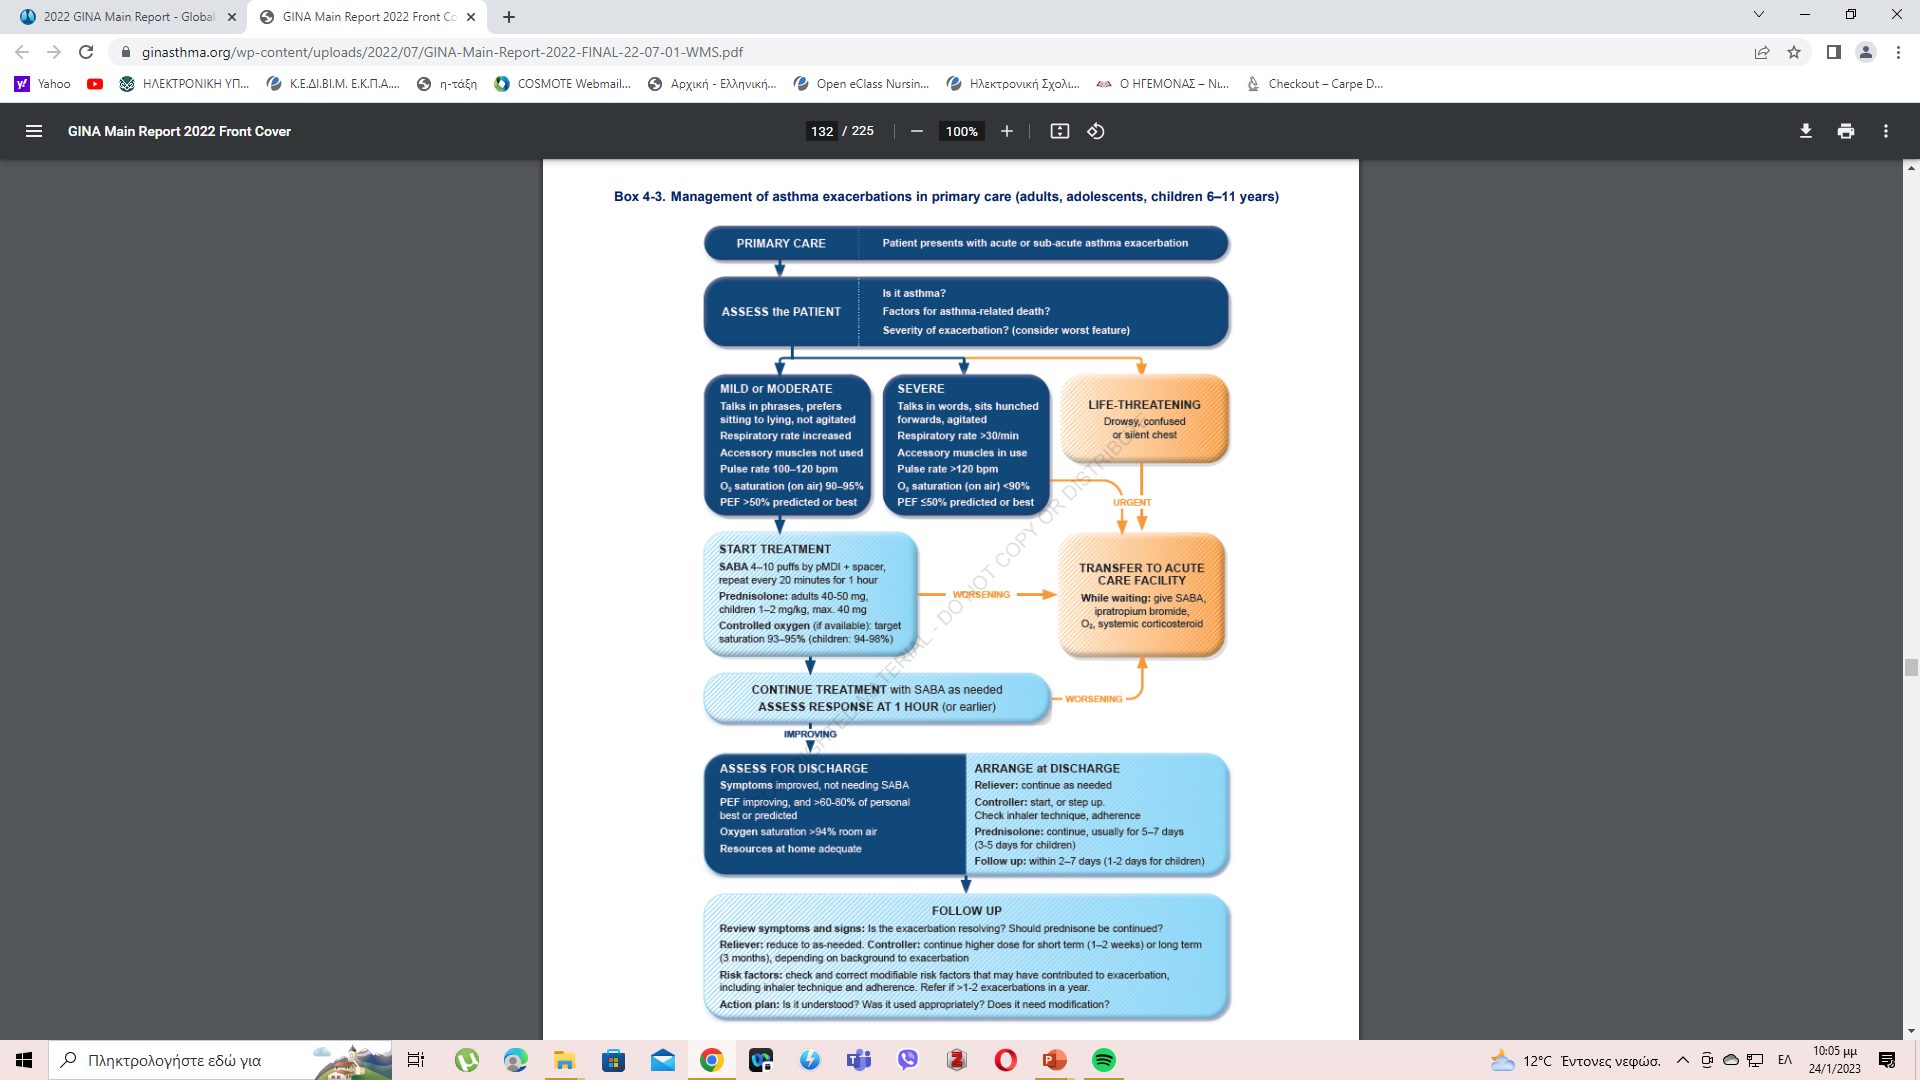 2022 GINA Main Report - Global
GINA Main Report 2022 Front Co
ginasthma.org/wp-content/uploads/2022/07/GINA-Main-Report-2022-FINAL-22-07-01-WMS.pdf
Yahoo
ΗΛΕΚΤΡΟΝΙΚΗ ΥΠ...
Κ.Ε.ΔΙ.ΒΙ.Μ. Ε.Κ.Π.Α....
η-τάξη
COSMOTE Webmail...
Αρχική - Ελληνική...
Open eClass Nursin...
Ηλεκτρονική Σχολι...
Ο ΗΓΕΜΟΝΑΣ – Νι...
Checkout – Carpe D...
GINA Main Report 2022 Front Cover
132 / 225
100%
Box 4-3. Management of asthma exacerbations in primary care (adults, adolescents, children 6–11 years)
PRIMARY CARE
Patient presents with acute or sub-acute asthma exacerbation
ASSESS the PATIENT
Is it asthma?
Factors for asthma-related death?
Severity of exacerbation? (consider worst feature)
MILD or MODERATE
Talks in phrases, prefers
sitting to lying, not agitated
Respiratory rate increased
Accessory muscles not used
Pulse rate 100–120 bpm
O₂ saturation (on air) 90–95%
PEF >50% predicted or best
SEVERE
Talks in words, sits hunched
forwards, agitated
Respiratory rate >30/min
Accessory muscles in use
Pulse rate >120 bpm
O₂ saturation (on air) <90%
PEF ≤50% predicted or best
LIFE-THREATENING
Drowsy, confused
or silent chest
URGENT
START TREATMENT
SABA 4–10 puffs by pMDI + spacer,
repeat every 20 minutes for 1 hour
Prednisolone: adults 40-50 mg,
children 1–2 mg/kg, max. 40 mg
Controlled oxygen (if available): target
saturation 93–95% (children: 94-98%)
WORSENING
TRANSFER TO ACUTE
CARE FACILITY
While waiting: give SABA,
ipratropium bromide,
O₂, systemic corticosteroid
CONTINUE TREATMENT with SABA as needed
ASSESS RESPONSE AT 1 HOUR (or earlier)
WORSENING
IMPROVING
ASSESS FOR DISCHARGE
Symptoms improved, not needing SABA
PEF improving, and >60-80% of personal
best or predicted
Oxygen saturation >94% room air
Resources at home adequate
ARRANGE at DISCHARGE
Reliever: continue as needed
Controller: start, or step up.
Check inhaler technique, adherence
Prednisolone: continue, usually for 5–7 days
(3-5 days for children)
Follow up: within 2–7 days (1-2 days for children)
FOLLOW UP
Review symptoms and signs: Is the exacerbation resolving? Should prednisone be continued?
Reliever: reduce to as-needed. Controller: continue higher dose for short term (1–2 weeks) or long term
(3 months), depending on background to exacerbation
Risk factors: check and correct modifiable risk factors that may have contributed to exacerbation,
including inhaler technique and adherence. Refer if >1-2 exacerbations in a year.
Action plan: Is it understood? Was it used appropriately? Does it need modification?
MATERIAL - DO NOT COPY OR DISTRIBUTE
Πληκτρολογήστε εδώ για
12°C Έντονες νεφώσ.
ΕΛ
10:05 μμ
24/1/2023